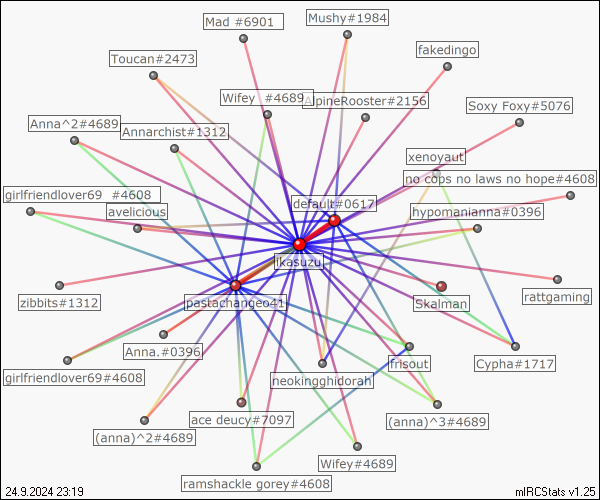 Mad #6901
Mushy#1984
Toucan#2473
fakedingo
Wifey #4689
pineRooster#2156
Soxy Foxy#5076
Anna^2#4689
Annarchist#1312
xenoyaut
no cops no laws no hope#4608
girlfriendlover69 #4608
default#0617
avelicious
hypomanianna#0396
ikasuzu
zibbits#1312
pastachangeo41
Skalman
rattgaming
Anna.#0396
frisout
Cypha#1717
girlfriendlover69#4608
neokingghidorah
ace deucy#7097
(anna)^3#4689
(anna)^2#4689
Wifey#4689
ramshackle gorey#4608
24.9.2024 23:19
mIRCStats v1.25